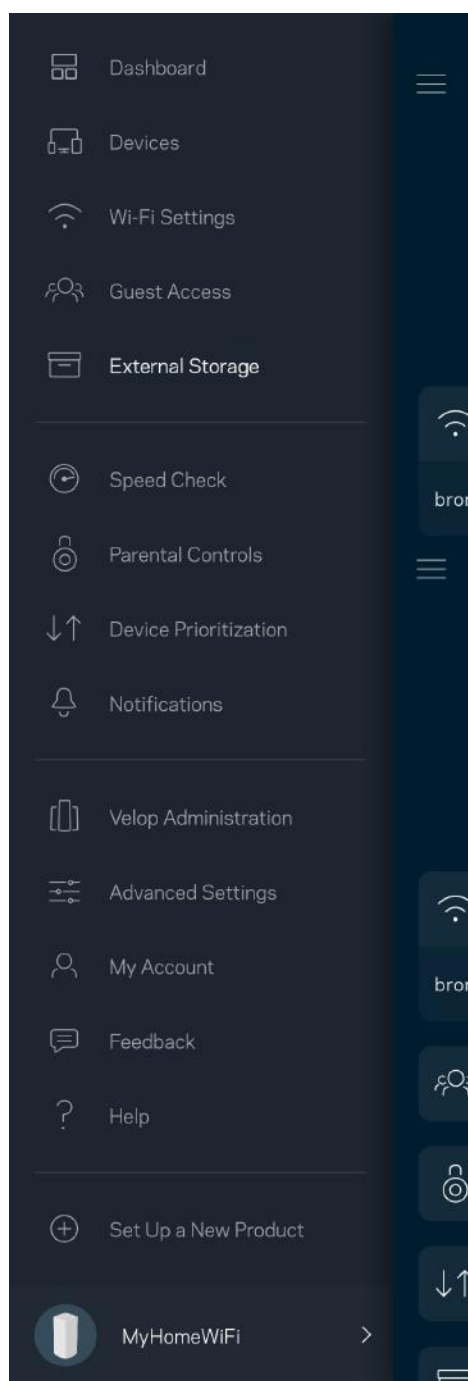 Dashboard
Devices
Wi-Fi Settings
Guest Access
External Storage
Speed Check
Parental Controls
Device Prioritization
Notifications
Velop Administration
Advanced Settings
My Account
Feedback
Help
Set Up a New Product
MyHomeWiFi